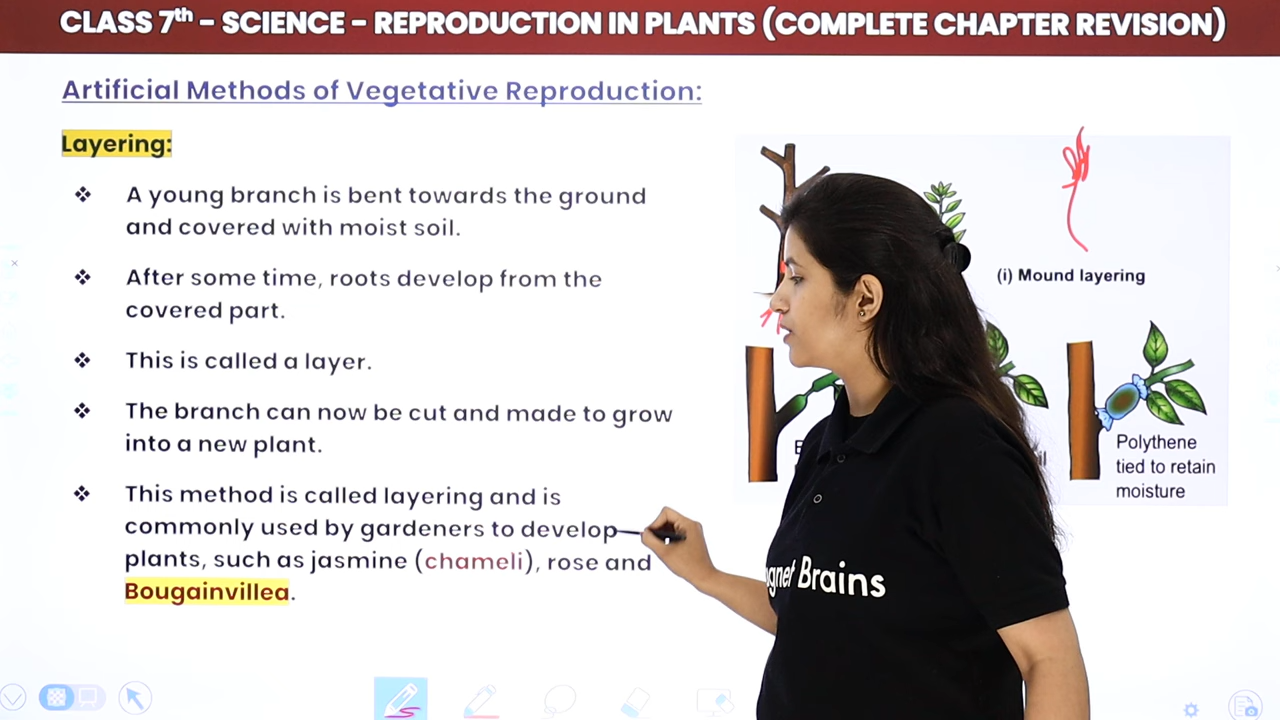 CLASS 7th – SCIENCE – REPRODUCTION IN PLANTS (COMPLETE CHAPTER REVISION)
Artificial Methods of Vegetative Reproduction:
Layering:
❖ A young branch is bent towards the ground
and covered with moist soil.
❖ After some time, roots develop from the
covered part.
❖ This is called a layer.
❖ The branch can now be cut and made to grow
into a new plant.
❖ This method is called layering and is
commonly used by gardeners to develop
plants, such as jasmine (chameli), rose and
Bougainvillea.
(i) Mound layering
Polythene
tied to retain
moisture
Brains